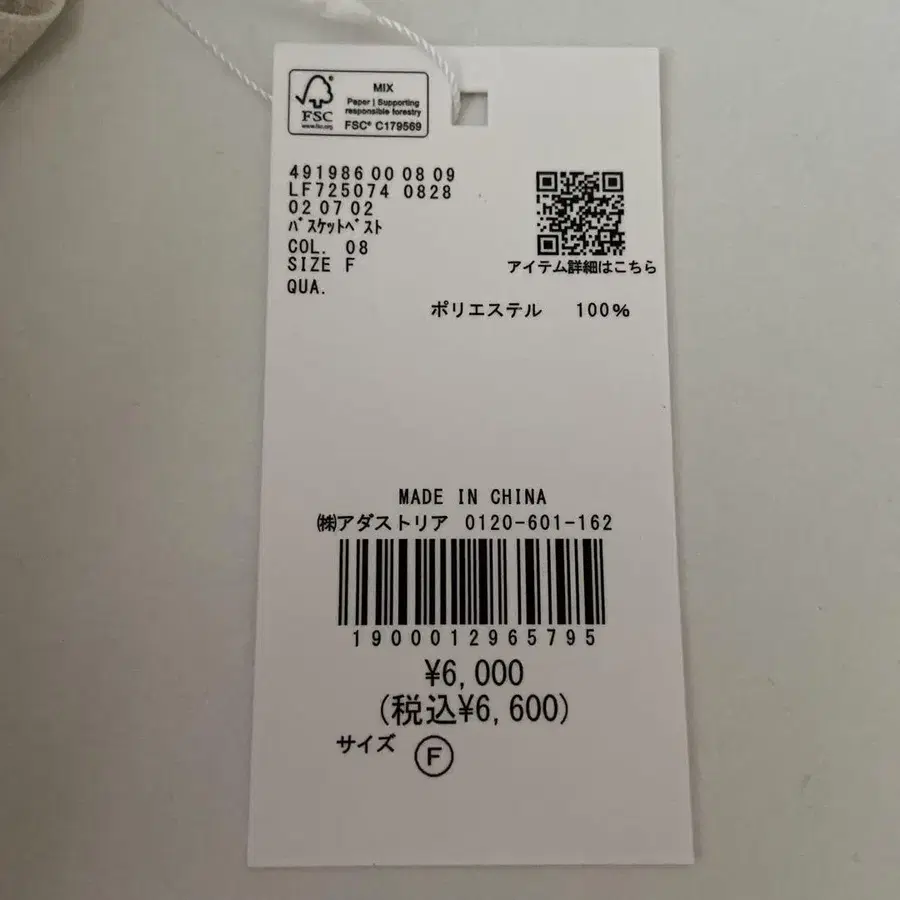 MIX
Paper | Supporting
responsible forestry
FSC
www.fsc.org
FSC® C179569
491986 00 08 09
LF725074 0828
02 07 02
ﾊﾞｽｹｯﾄﾍﾞｽﾄ
COL. 08
SIZE F
QUA.
アイテム詳細はこちら
ポリエステル 100%
MADE IN CHINA
㈱アダストリア 0120-601-162
1900012965795
¥6,000
(税込¥6,600)
サイズ F